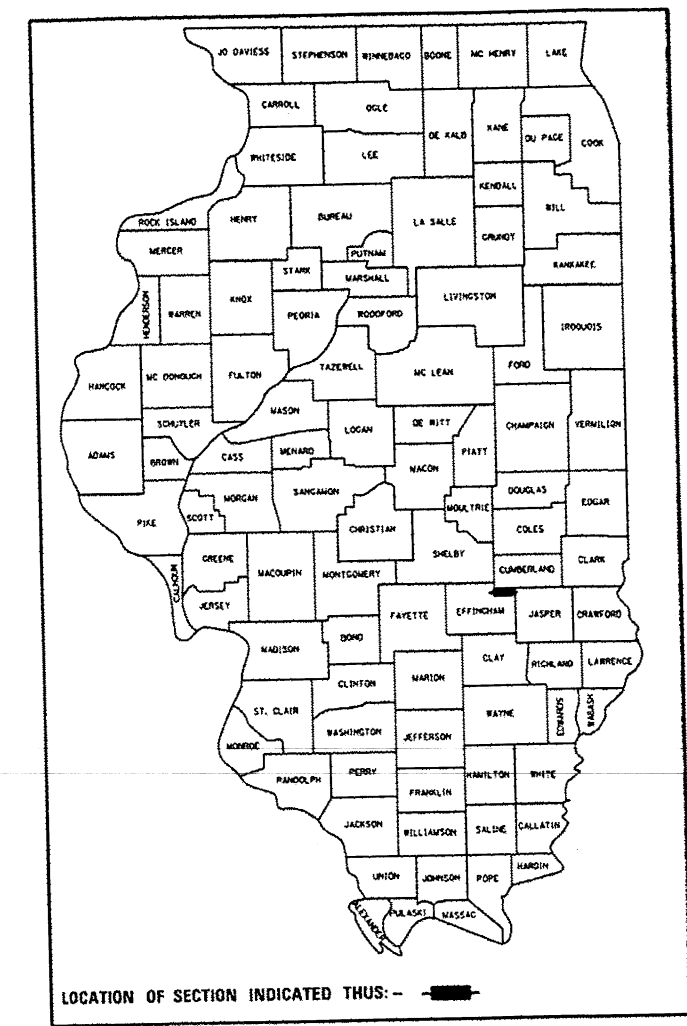 JO DAVIESS STEPHENSON WINNEBAGO BOONE MC HENRY LAKE
CARROLL OGLE
DE KALB KANE DU PAGE COOK
WHITESIDE LEE
KENDALL
WILL
ROCK ISLAND HENRY BUREAU LA SALLE
GRUNDY
MERCER PUTNAM
STARK MARSHALL KANKAKEE
HENDERSON WARREN KNOX PEORIA WOODFORD LIVINGSTON IROQUOIS
HANCOCK MC DONOUGH FULTON TAZEWELL MC LEAN FORD
SCHUYLER MASON LOGAN DE WITT CHAMPAIGN VERMILION
ADAMS BROWN CASS MENARD MACON PIATT
MORGAN SANGAMON DOUGLAS EDGAR
PIKE SCOTT CHRISTIAN MOULTRIE COLES
GREENE MACOUPIN MONTGOMERY SHELBY CUMBERLAND CLARK
CALHOUN JERSEY FAYETTE EFFINGHAM JASPER CRAWFORD
MADISON BOND
CLAY RICHLAND LAWRENCE
CLINTON MARION
ST. CLAIR WASHINGTON JEFFERSON WAYNE EDWARDS WABASH
MONROE
RANDOLPH PERRY HAMILTON WHITE
FRANKLIN
JACKSON WILLIAMSON SALINE GALLATIN
UNION JOHNSON POPE HARDIN
ALEXANDER PULASKI MASSAC
LOCATION OF SECTION INDICATED THUS:-